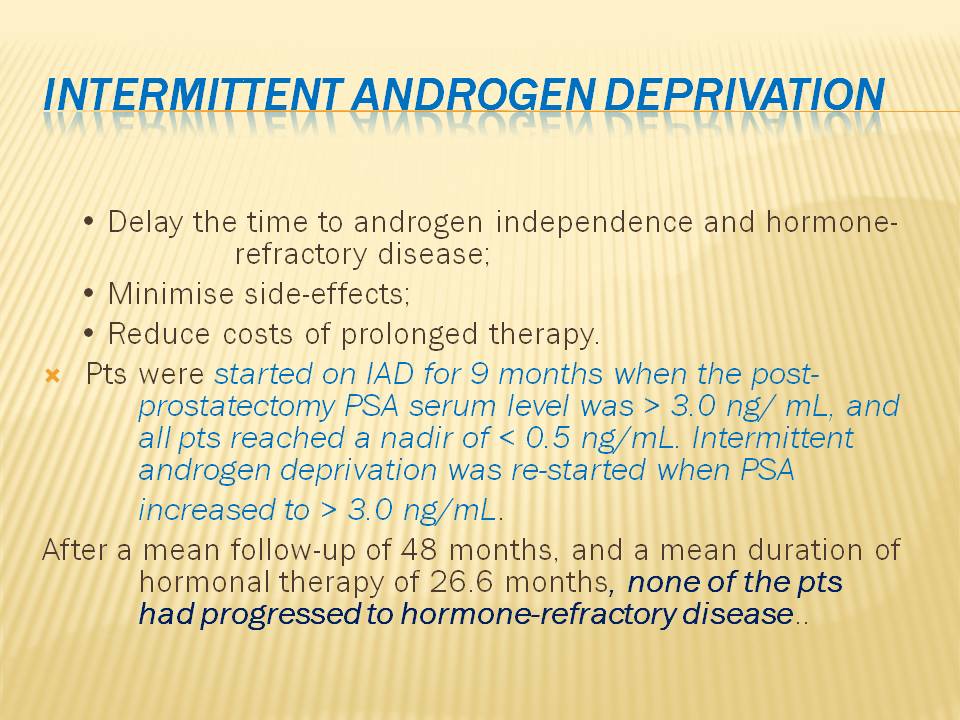 INTERMITTENT ANDROGEN DEPRIVATION
• Delay the time to androgen independence and hormone-
refractory disease;
• Minimise side-effects;
• Reduce costs of prolonged therapy.
× Pts were started on IAD for 9 months when the post-
prostatectomy PSA serum level was > 3.0 ng/ mL, and
all pts reached a nadir of < 0.5 ng/mL. Intermittent
androgen deprivation was re-started when PSA
increased to > 3.0 ng/mL.
After a mean follow-up of 48 months, and a mean duration of
hormonal therapy of 26.6 months, none of the pts
had progressed to hormone-refractory disease..